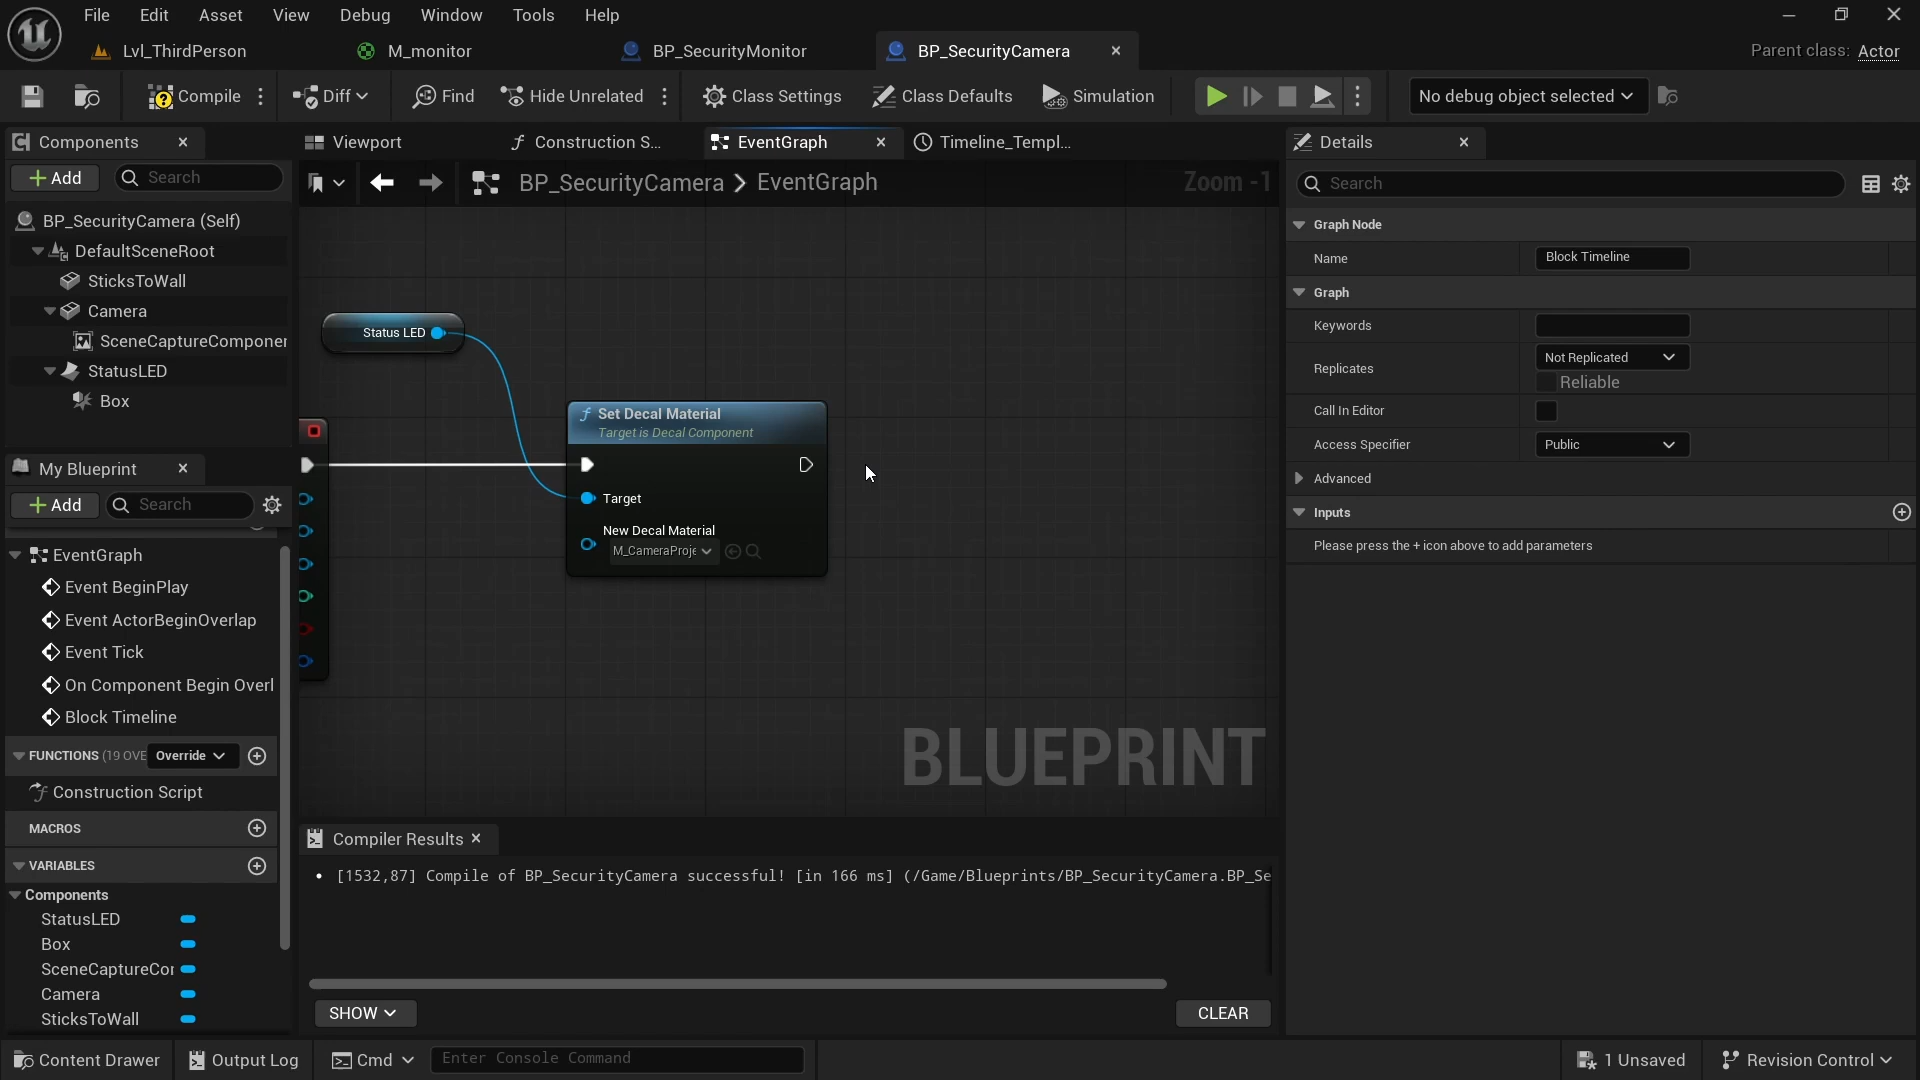 File Edit Asset View Debug Window Tools Help
Lvl_ThirdPerson M_monitor BP_SecurityMonitor BP_SecurityCamera Parent class: Actor
Compile Diff Find Hide Unrelated Class Settings Class Defaults Simulation No debug object selected
Components
Add Search
BP_SecurityCamera (Self)
DefaultSceneRoot
SticksToWall
Camera
SceneCaptureComponer
StatusLED
Box
My Blueprint
Add Search
EventGraph
Event BeginPlay
Event ActorBeginOverlap
Event Tick
On Component Begin Overl
Block Timeline
FUNCTIONS (19 OVE Override
Construction Script
MACROS
VARIABLES
Components
StatusLED
Box
SceneCaptureCor
Camera
SticksToWall
Viewport Construction S... EventGraph Timeline_Templ...
BP_SecurityCamera > EventGraph Zoom -1
Status LED
Set Decal Material
Target is Decal Component
Target
New Decal Material
M_CameraProje
BLUEPRINT
Compiler Results
• [1532,87] Compile of BP_SecurityCamera successful! [in 166 ms] (/Game/Blueprints/BP_SecurityCamera.BP_Se
SHOW CLEAR
Details
Search
Graph Node
Name Block Timeline
Graph
Keywords
Replicates Not Replicated
Reliable
Call In Editor
Access Specifier Public
Advanced
Inputs
Please press the + icon above to add parameters
Content Drawer Output Log Cmd Enter Console Command 1 Unsaved Revision Control